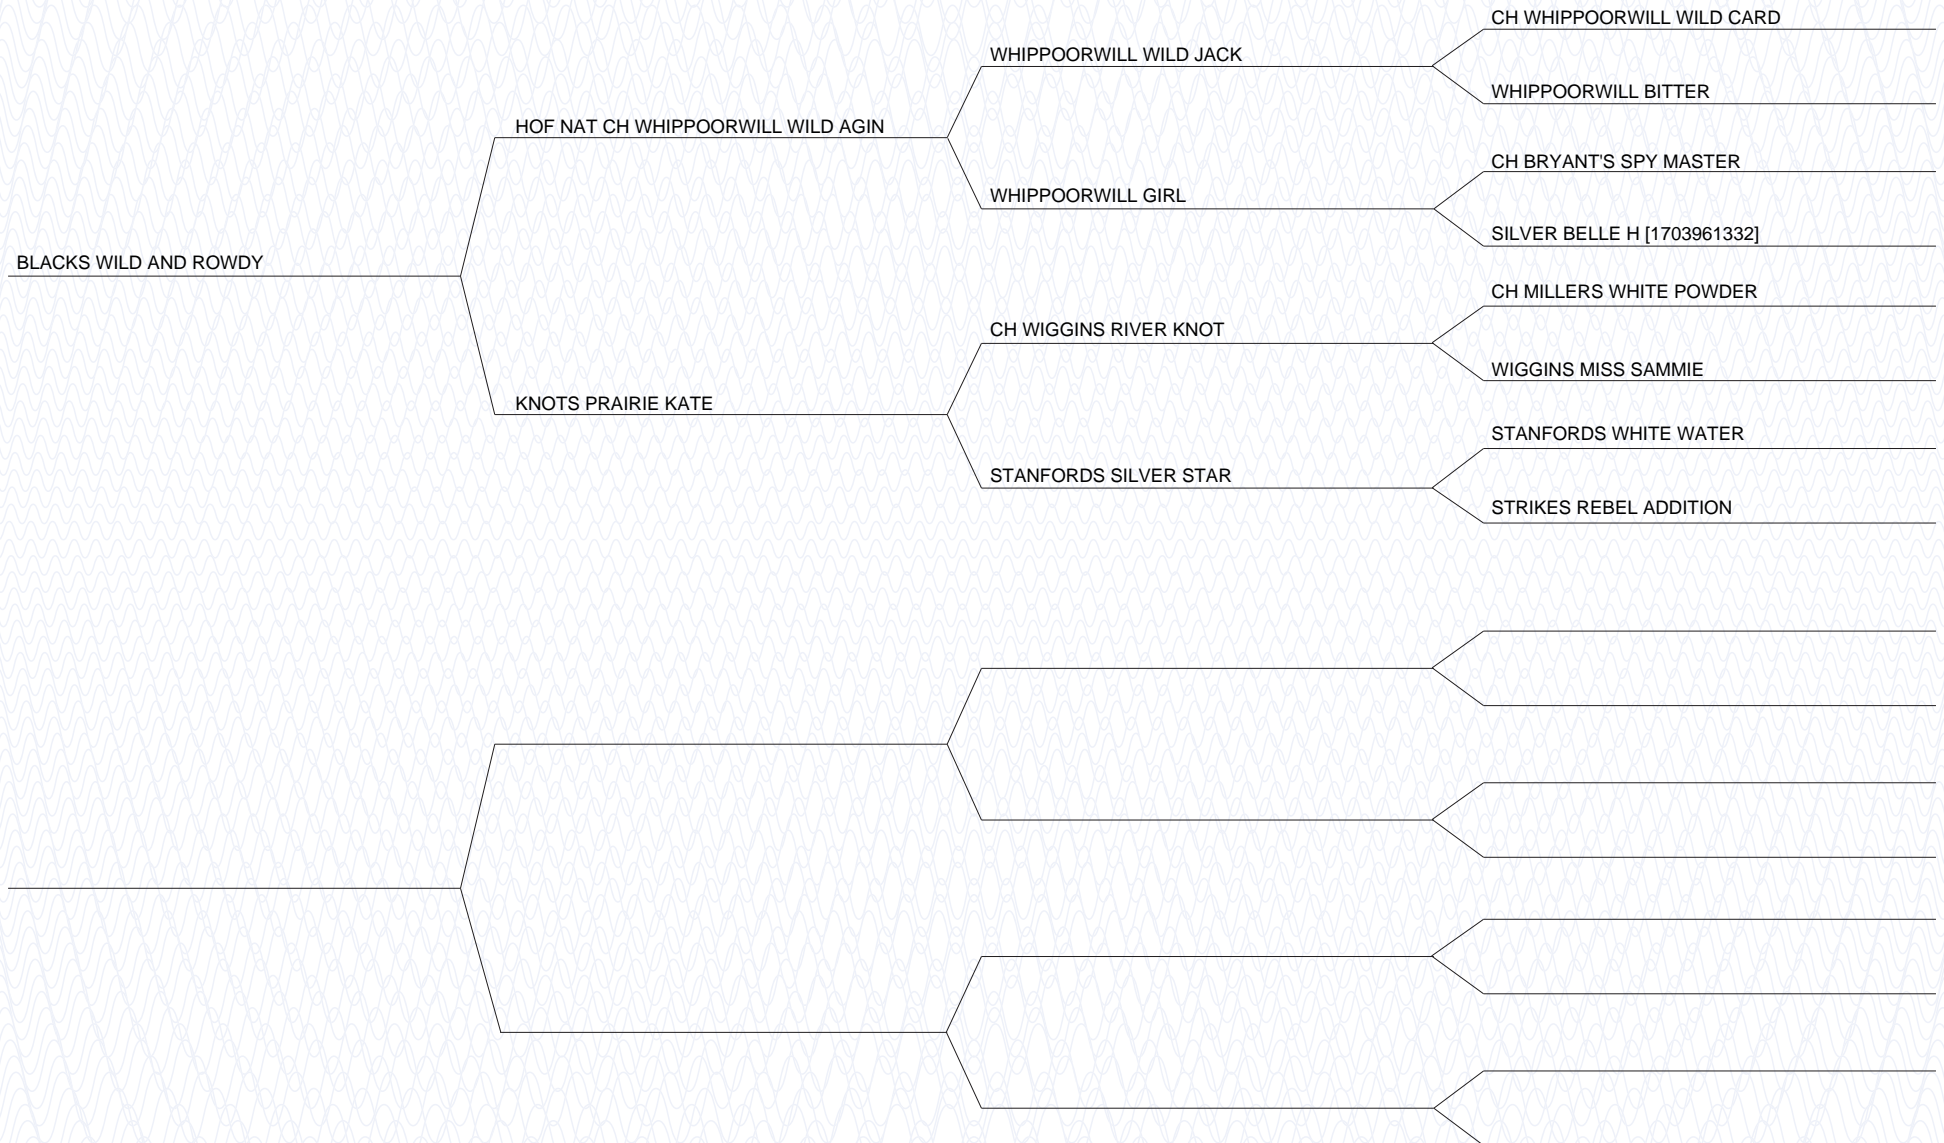 CH WHIPPOORWILL WILD CARD
WHIPPOORWILL WILD JACK
WHIPPOORWILL BITTER
HOF NAT CH WHIPPOORWILL WILD AGIN
CH BRYANT'S SPY MASTER
WHIPPOORWILL GIRL
SILVER BELLE H [1703961332]
BLACKS WILD AND ROWDY
CH MILLERS WHITE POWDER
CH WIGGINS RIVER KNOT
WIGGINS MISS SAMMIE
KNOTS PRAIRIE KATE
STANFORDS WHITE WATER
STANFORDS SILVER STAR
STRIKES REBEL ADDITION